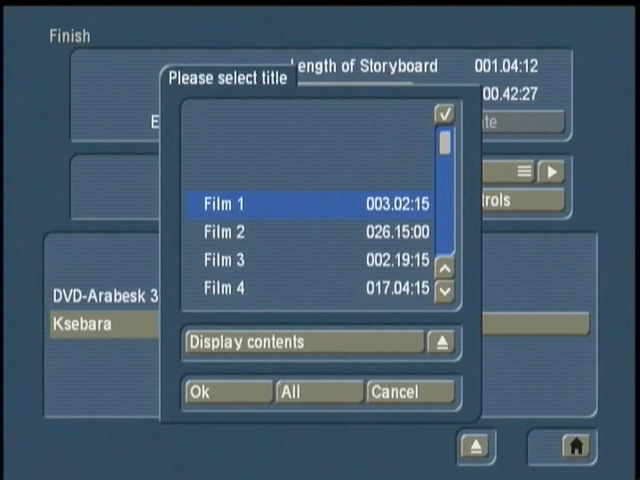 Finish
Length of Storyboard 001.04:12
Please select title
00.42:27
Film 1 003.02:15
trols
Film 2 026.15:00
Film 3 002.19:15
DVD-Arabesk 3
Film 4 017.04:15
Ksebara
Display contents
Ok All Cancel